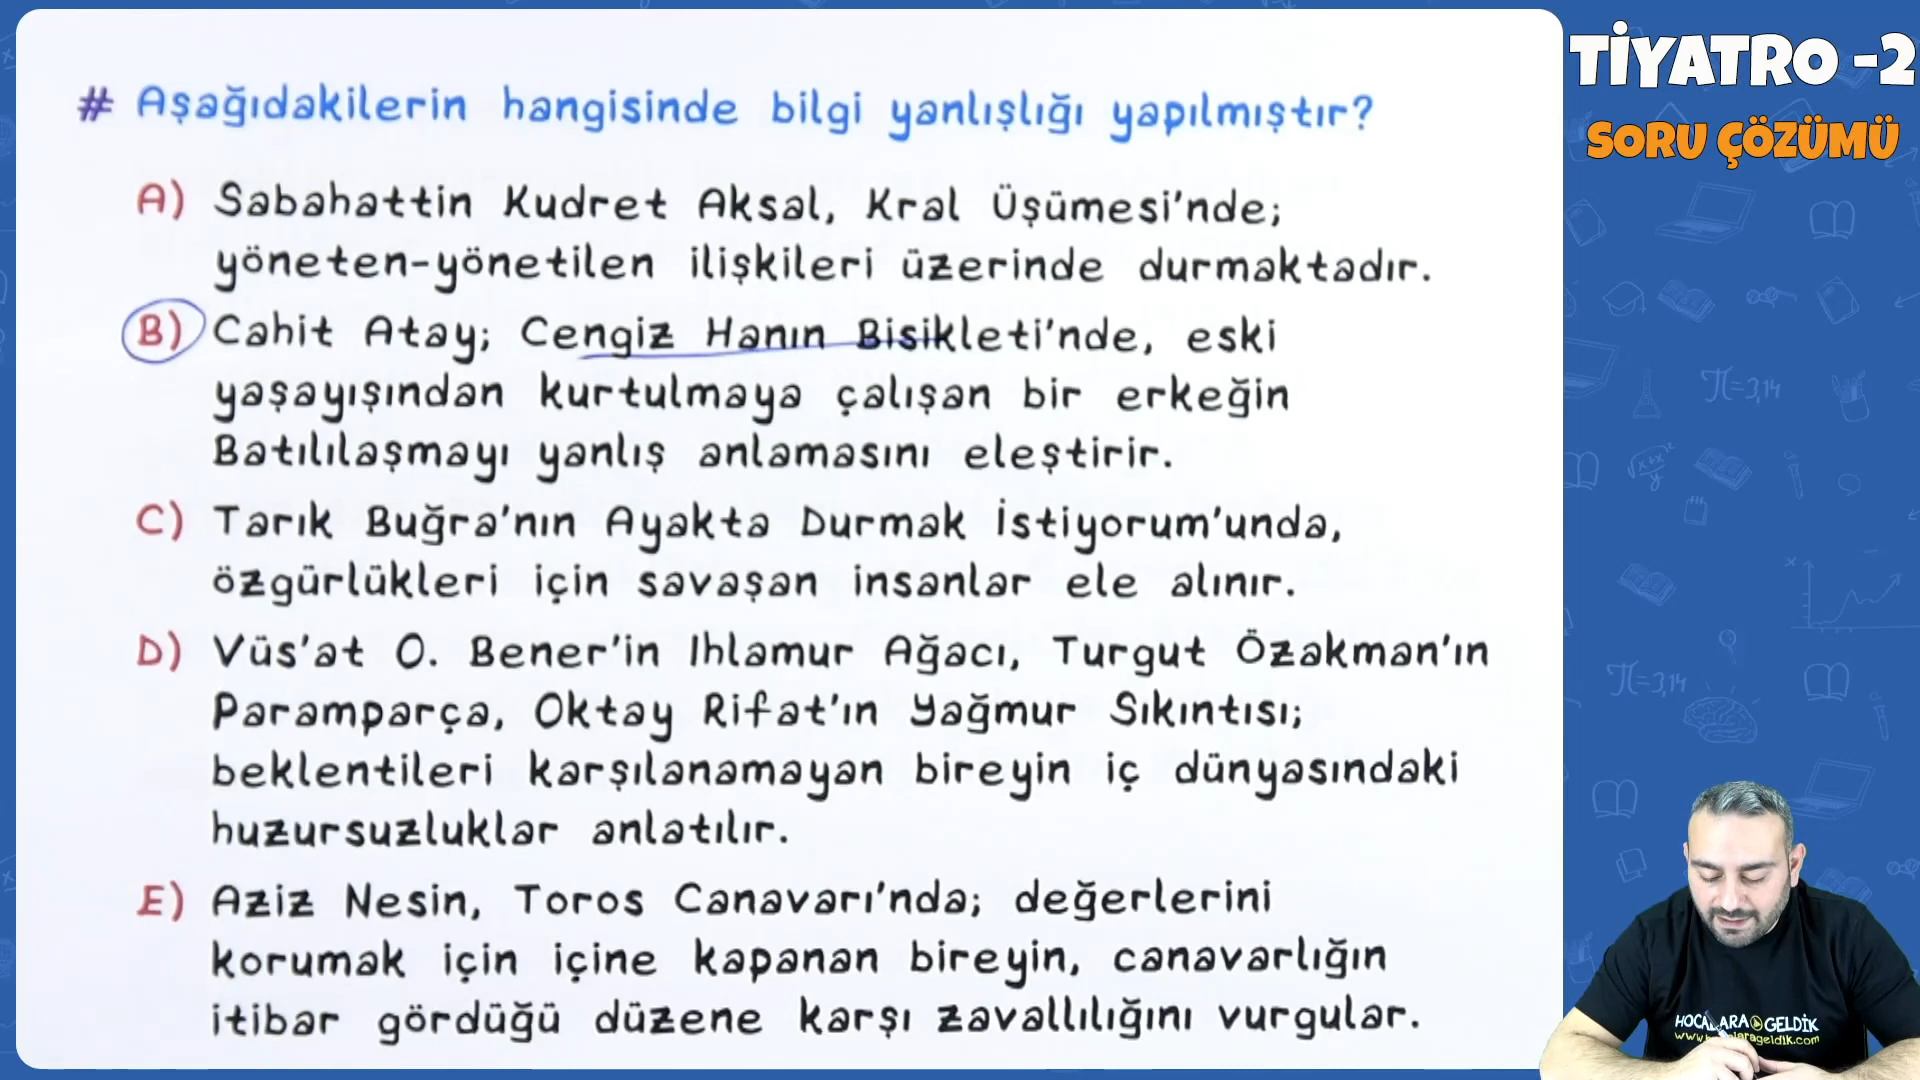 # Aşağıdakilerin hangisinde bilgi yanlışlığı yapılmıştır?
A) Sabahattin Kudret Aksal, Kral Üşümesi'nde;
yöneten-yönetilen ilişkileri üzerinde durmaktadır.
B) Cahit Atay; Cengiz Hanın Bisikleti'nde, eski
yaşayışından kurtulmaya çalışan bir erkeğin
Batılılaşmayı yanlış anlamasını eleştirir.
C) Tarık Buğra'nın Ayakta Durmak İstiyorum'unda,
özgürlükleri için savaşan insanlar ele alınır.
D) Vüs'at O. Bener'in Ihlamur Ağacı, Turgut Özakman'ın
Paramparça, Oktay Rifat'ın Yağmur Sıkıntısı;
beklentileri karşılanamayan bireyin iç dünyasındaki
huzursuzluklar anlatılır.
E) Aziz Nesin, Toros Canavarı'nda; değerlerini
korumak için içine kapanan bireyin, canavarlığın
itibar gördüğü düzene karşı zavallılığını vurgular.
TİYATRO -2
SORU ÇÖZÜMÜ
π=3,14
π=3,14
HOCALARA GELDİK